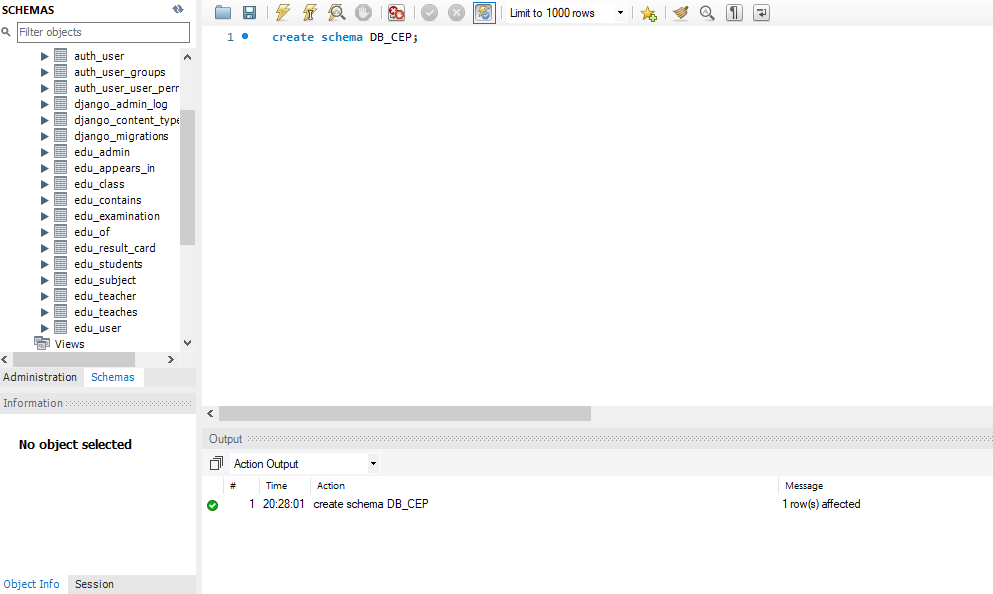 SCHEMAS
Filter objects
auth_user
auth_user_groups
auth_user_user_perr
django_admin_log
django_content_type
django_migrations
edu_admin
edu_appears_in
edu_class
edu_contains
edu_examination
edu_of
edu_result_card
edu_students
edu_subject
edu_teacher
edu_teaches
edu_user
Views
Administration Schemas
Information
No object selected
Object Info Session
Limit to 1000 rows
1 create schema DB_CEP;
Output
Action Output
# Time Action Message
1 20:28:01 create schema DB_CEP 1 row(s) affected